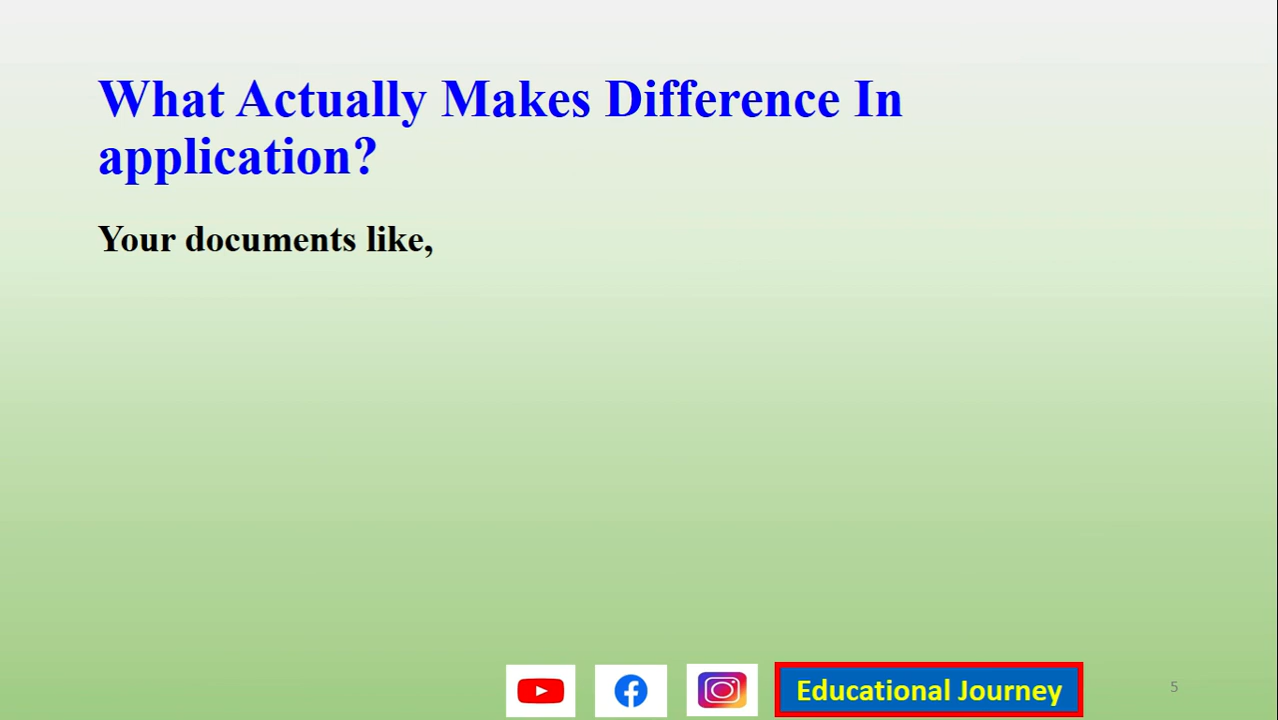 What Actually Makes Difference In
application?
Your documents like,
Educational Journey
5